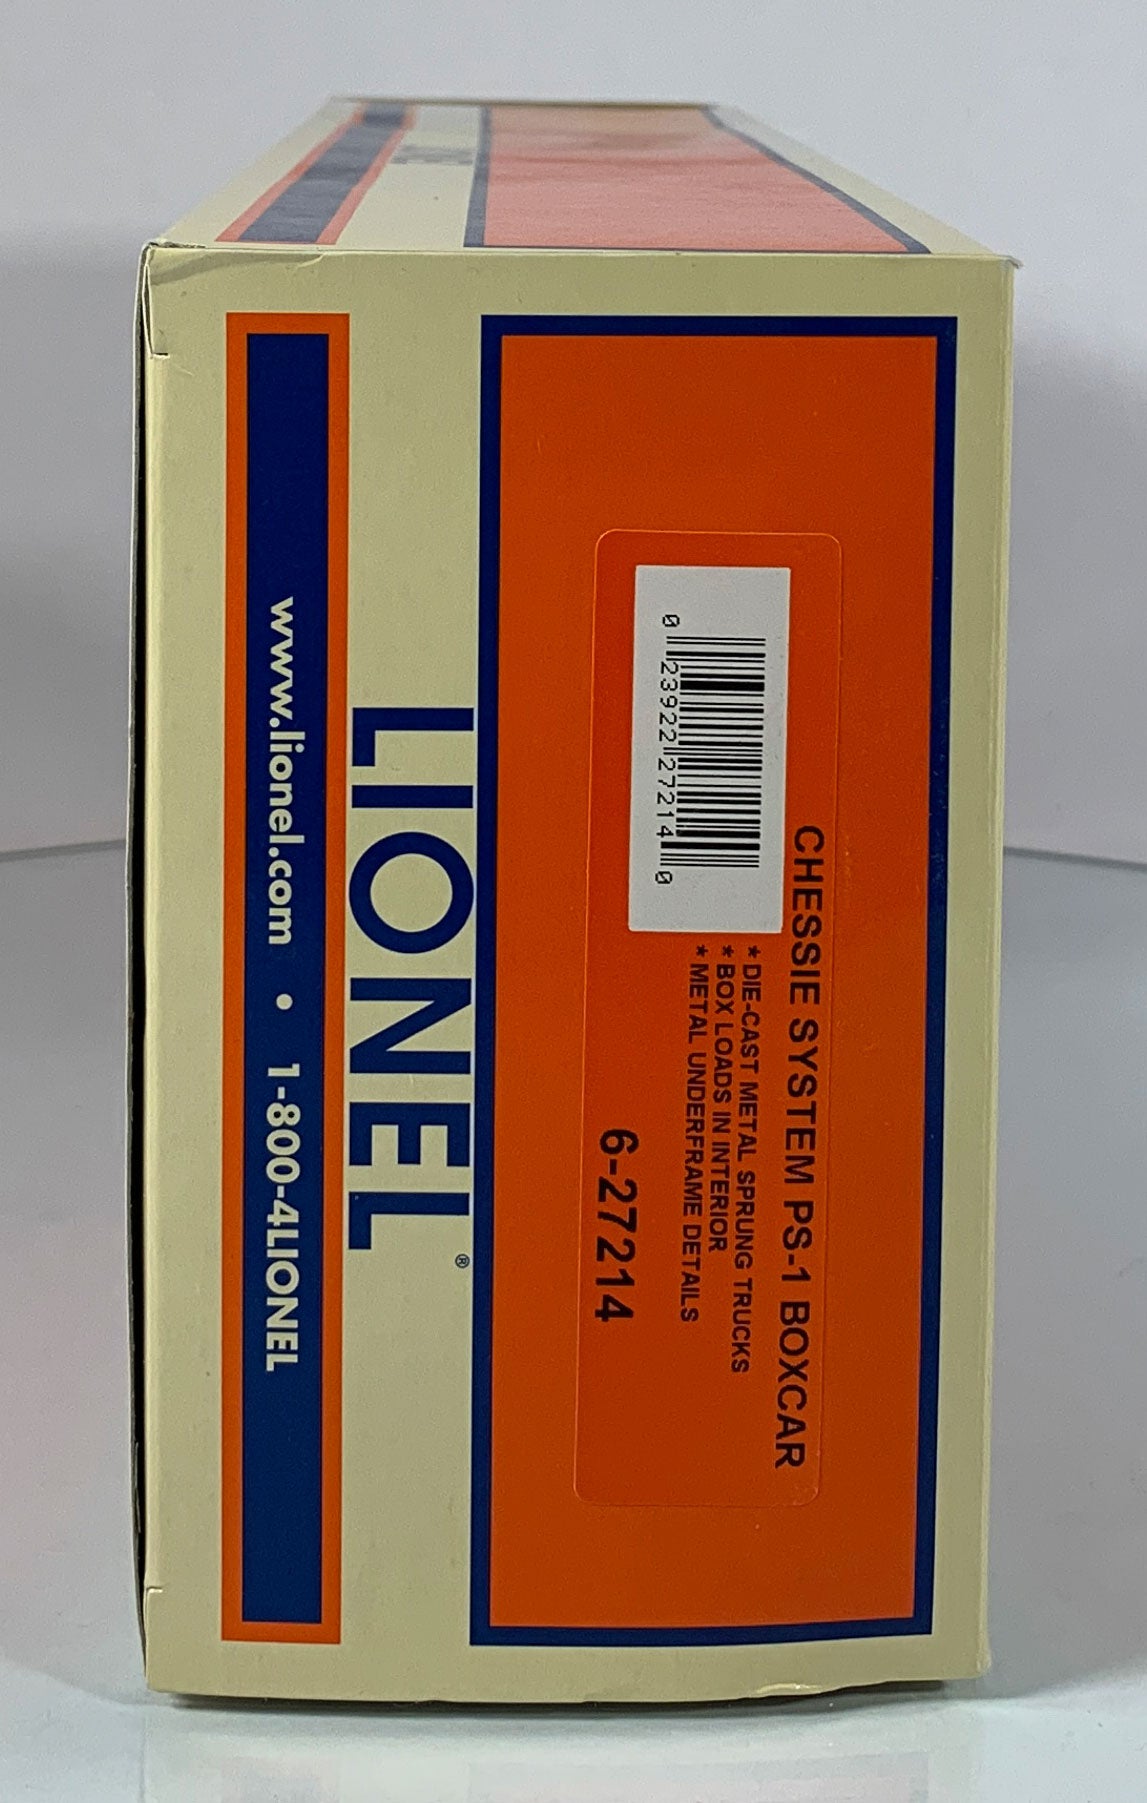 CHESSIE SYSTEM PS-1 BOXCAR
* DIE-CAST METAL SPRUNG TRUCKS
* BOX LOADS IN INTERIOR
* METAL UNDERFRAME DETAILS
0 23922 27214 0
6-27214
LIONEL®
www.lionel.com • 1-800-4LIONEL